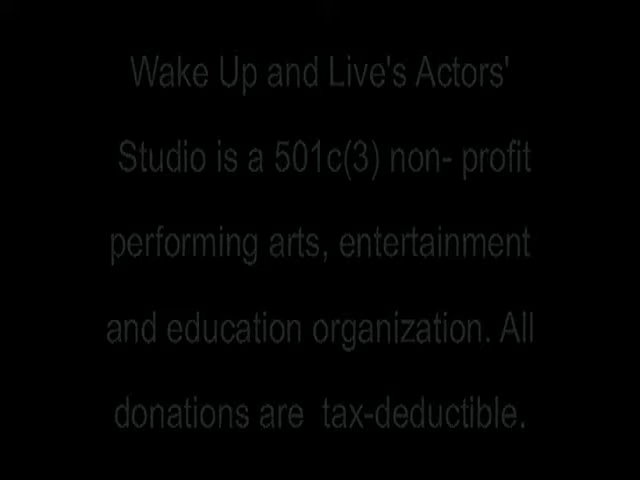 Wake Up and Live's Actors'
Studio is a 501c(3) non- profit
performing arts, entertainment
and education organization. All
donations are tax-deductible.